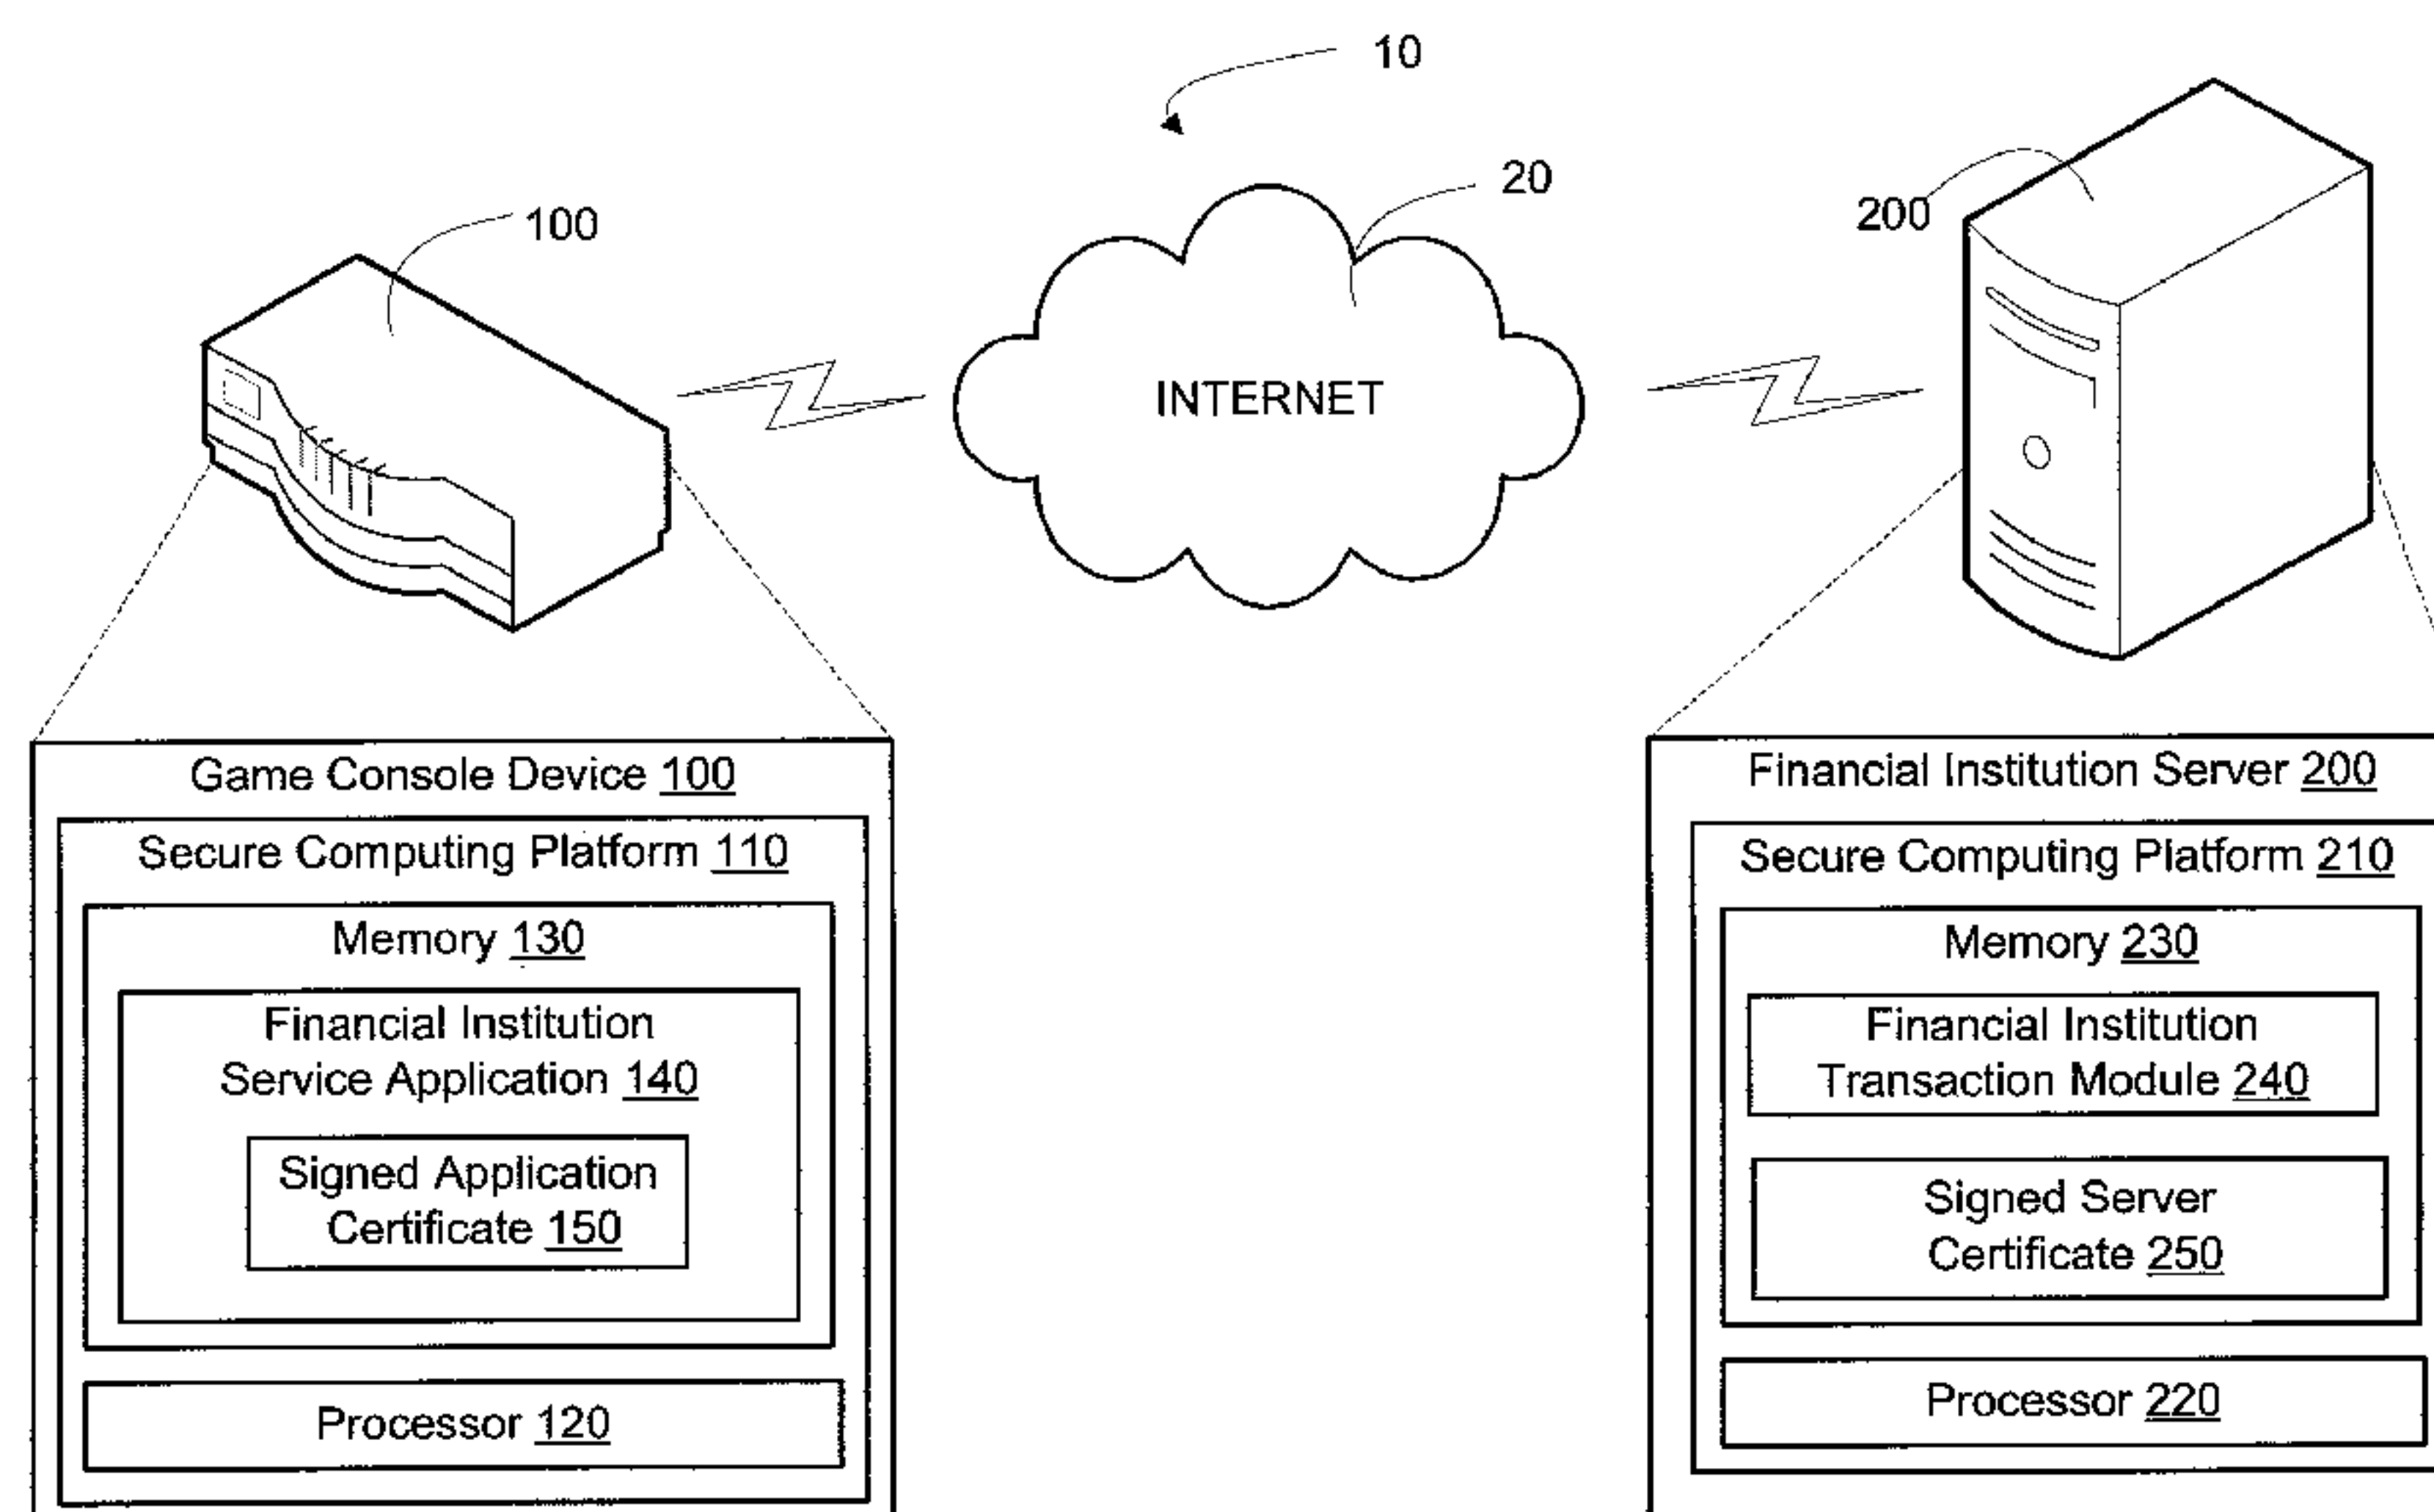 10
20
100
200
INTERNET
Game Console Device 100
Secure Computing Platform 110
Memory 130
Financial Institution
Service Application 140
Signed Application
Certificate 150
Processor 120
Financial Institution Server 200
Secure Computing Platform 210
Memory 230
Financial Institution
Transaction Module 240
Signed Server
Certificate 250
Processor 220